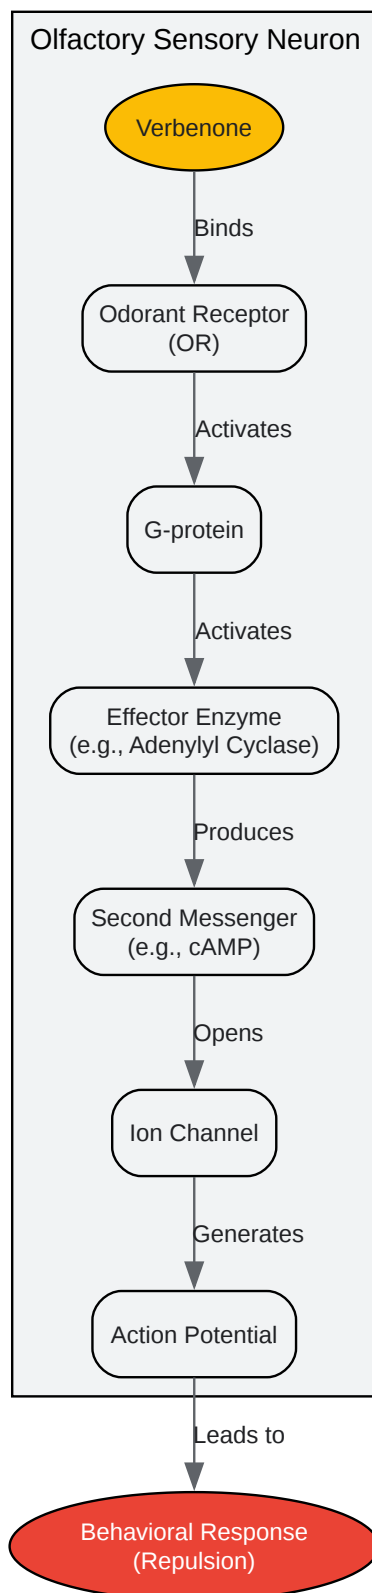 Olfactory Sensory Neuron
Verbenone
Binds
Odorant Receptor
(OR)
Activates
G-protein
Activates
Effector Enzyme
(e.g., Adenylyl Cyclase)
Produces
Second Messenger
(e.g., cAMP)
Opens
Ion Channel
Generates
Action Potential
Leads to
Behavioral Response
(Repulsion)